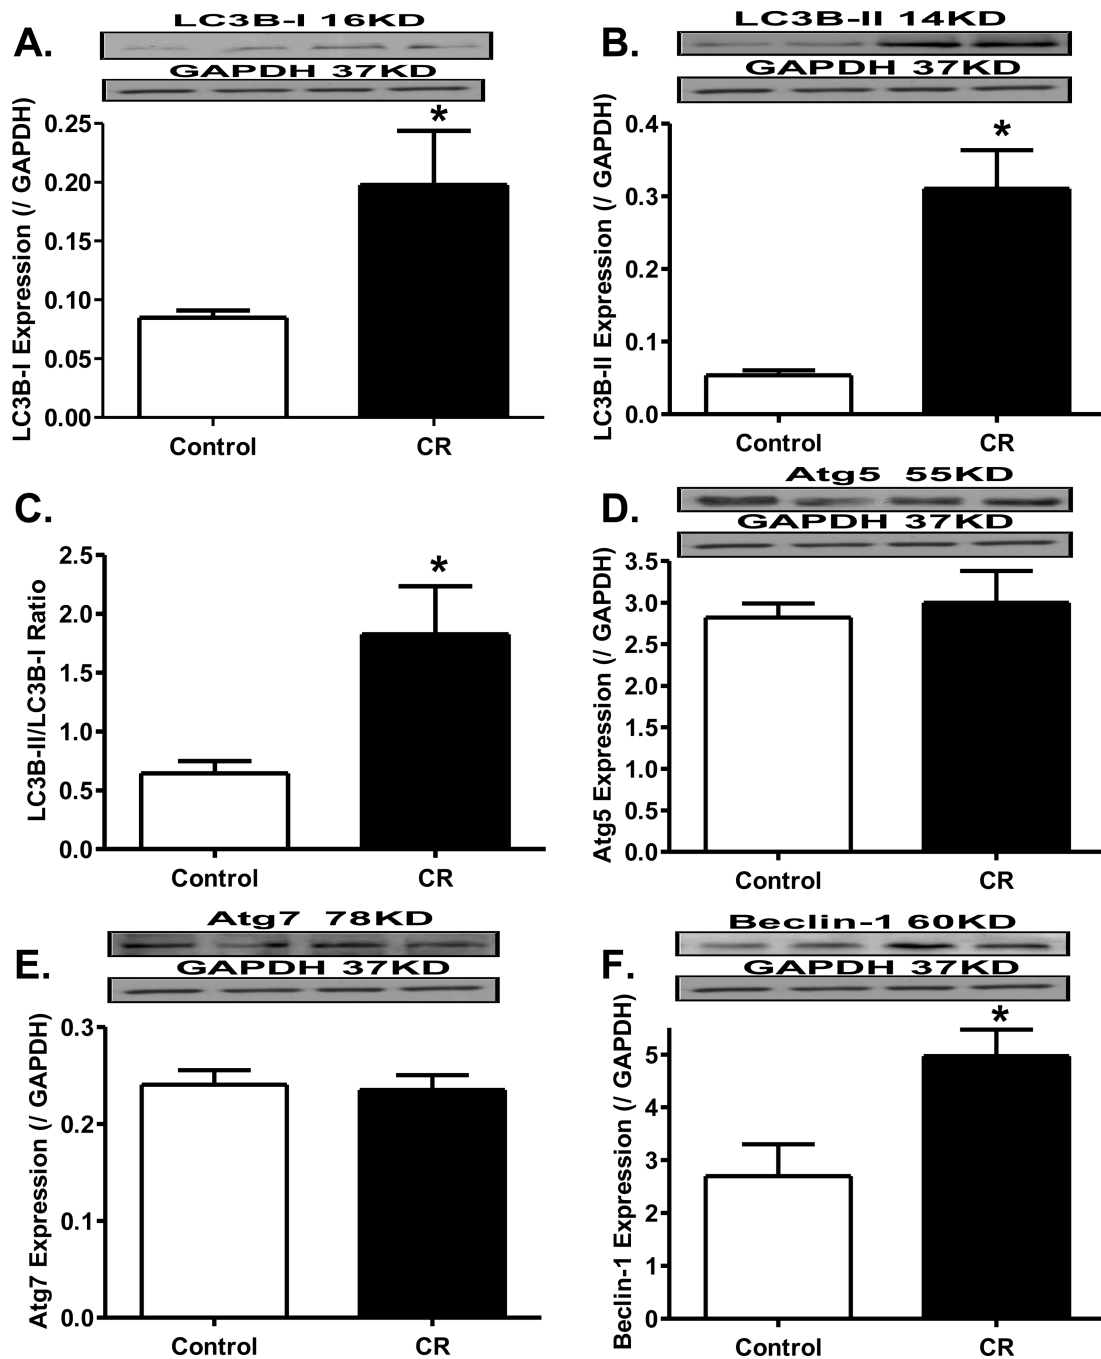 A.
LC3B-I 16KD
GAPDH 37KD
*
LC3B-I Expression (/ GAPDH)
0.25
0.20
0.15
0.10
0.05
0.00
Control CR
B.
LC3B-II 14KD
GAPDH 37KD
*
LC3B-II Expression (/ GAPDH)
0.4
0.3
0.2
0.1
0.0
Control CR
C.
*
LC3B-II/LC3B-I Ratio
2.5
2.0
1.5
1.0
0.5
0.0
Control CR
D.
Atg5 55KD
GAPDH 37KD
Atg5 Expression (/ GAPDH)
3.5
3.0
2.5
2.0
1.5
1.0
0.5
0.0
Control CR
E.
Atg7 78KD
GAPDH 37KD
Atg7 Expression (/ GAPDH)
0.3
0.2
0.1
0.0
Control CR
F.
Beclin-1 60KD
GAPDH 37KD
*
Beclin-1 Expression (/ GAPDH)
5
4
3
2
1
0
Control CR